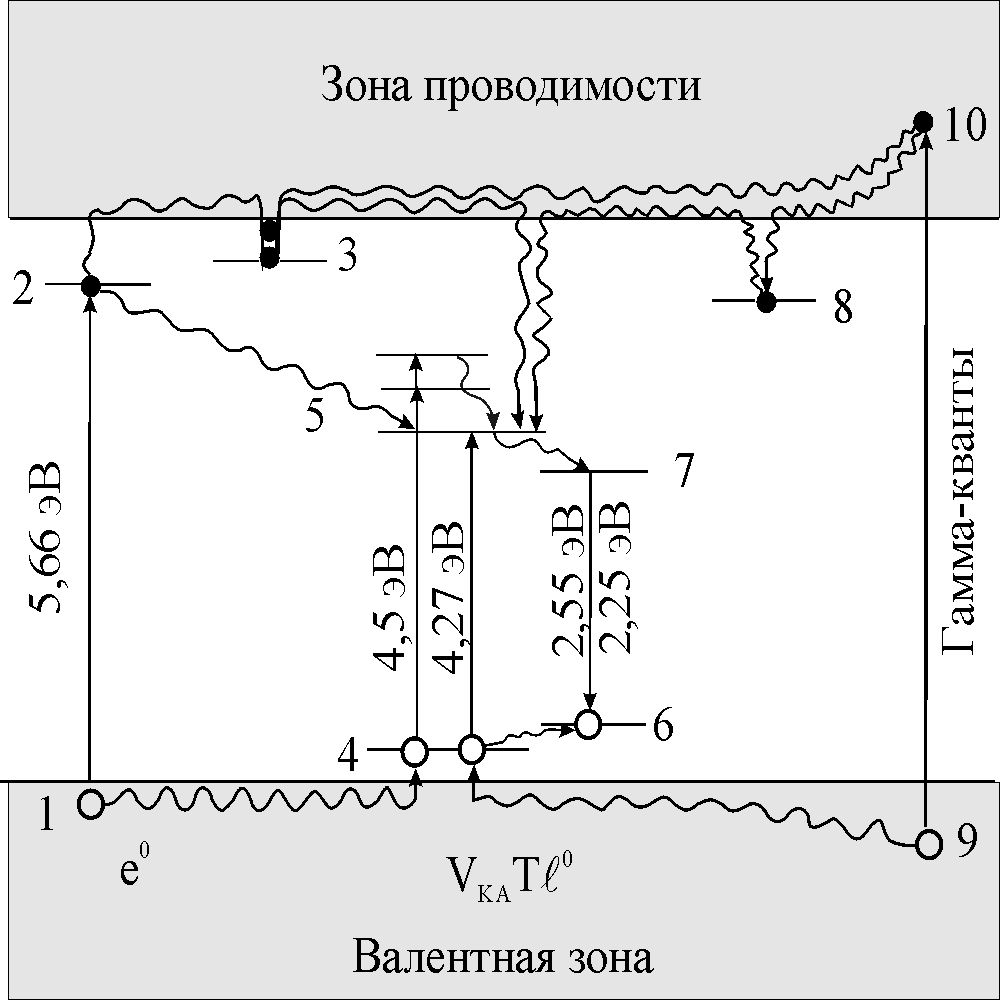 Зона проводимости
10
3
2
8
5
7
5,66 эВ
4,5 эВ
4,27 эВ
2,55 эВ
2,25 эВ
Гамма-кванты
4
6
1
9
e⁰
V_KA Tℓ⁰
Валентная зона